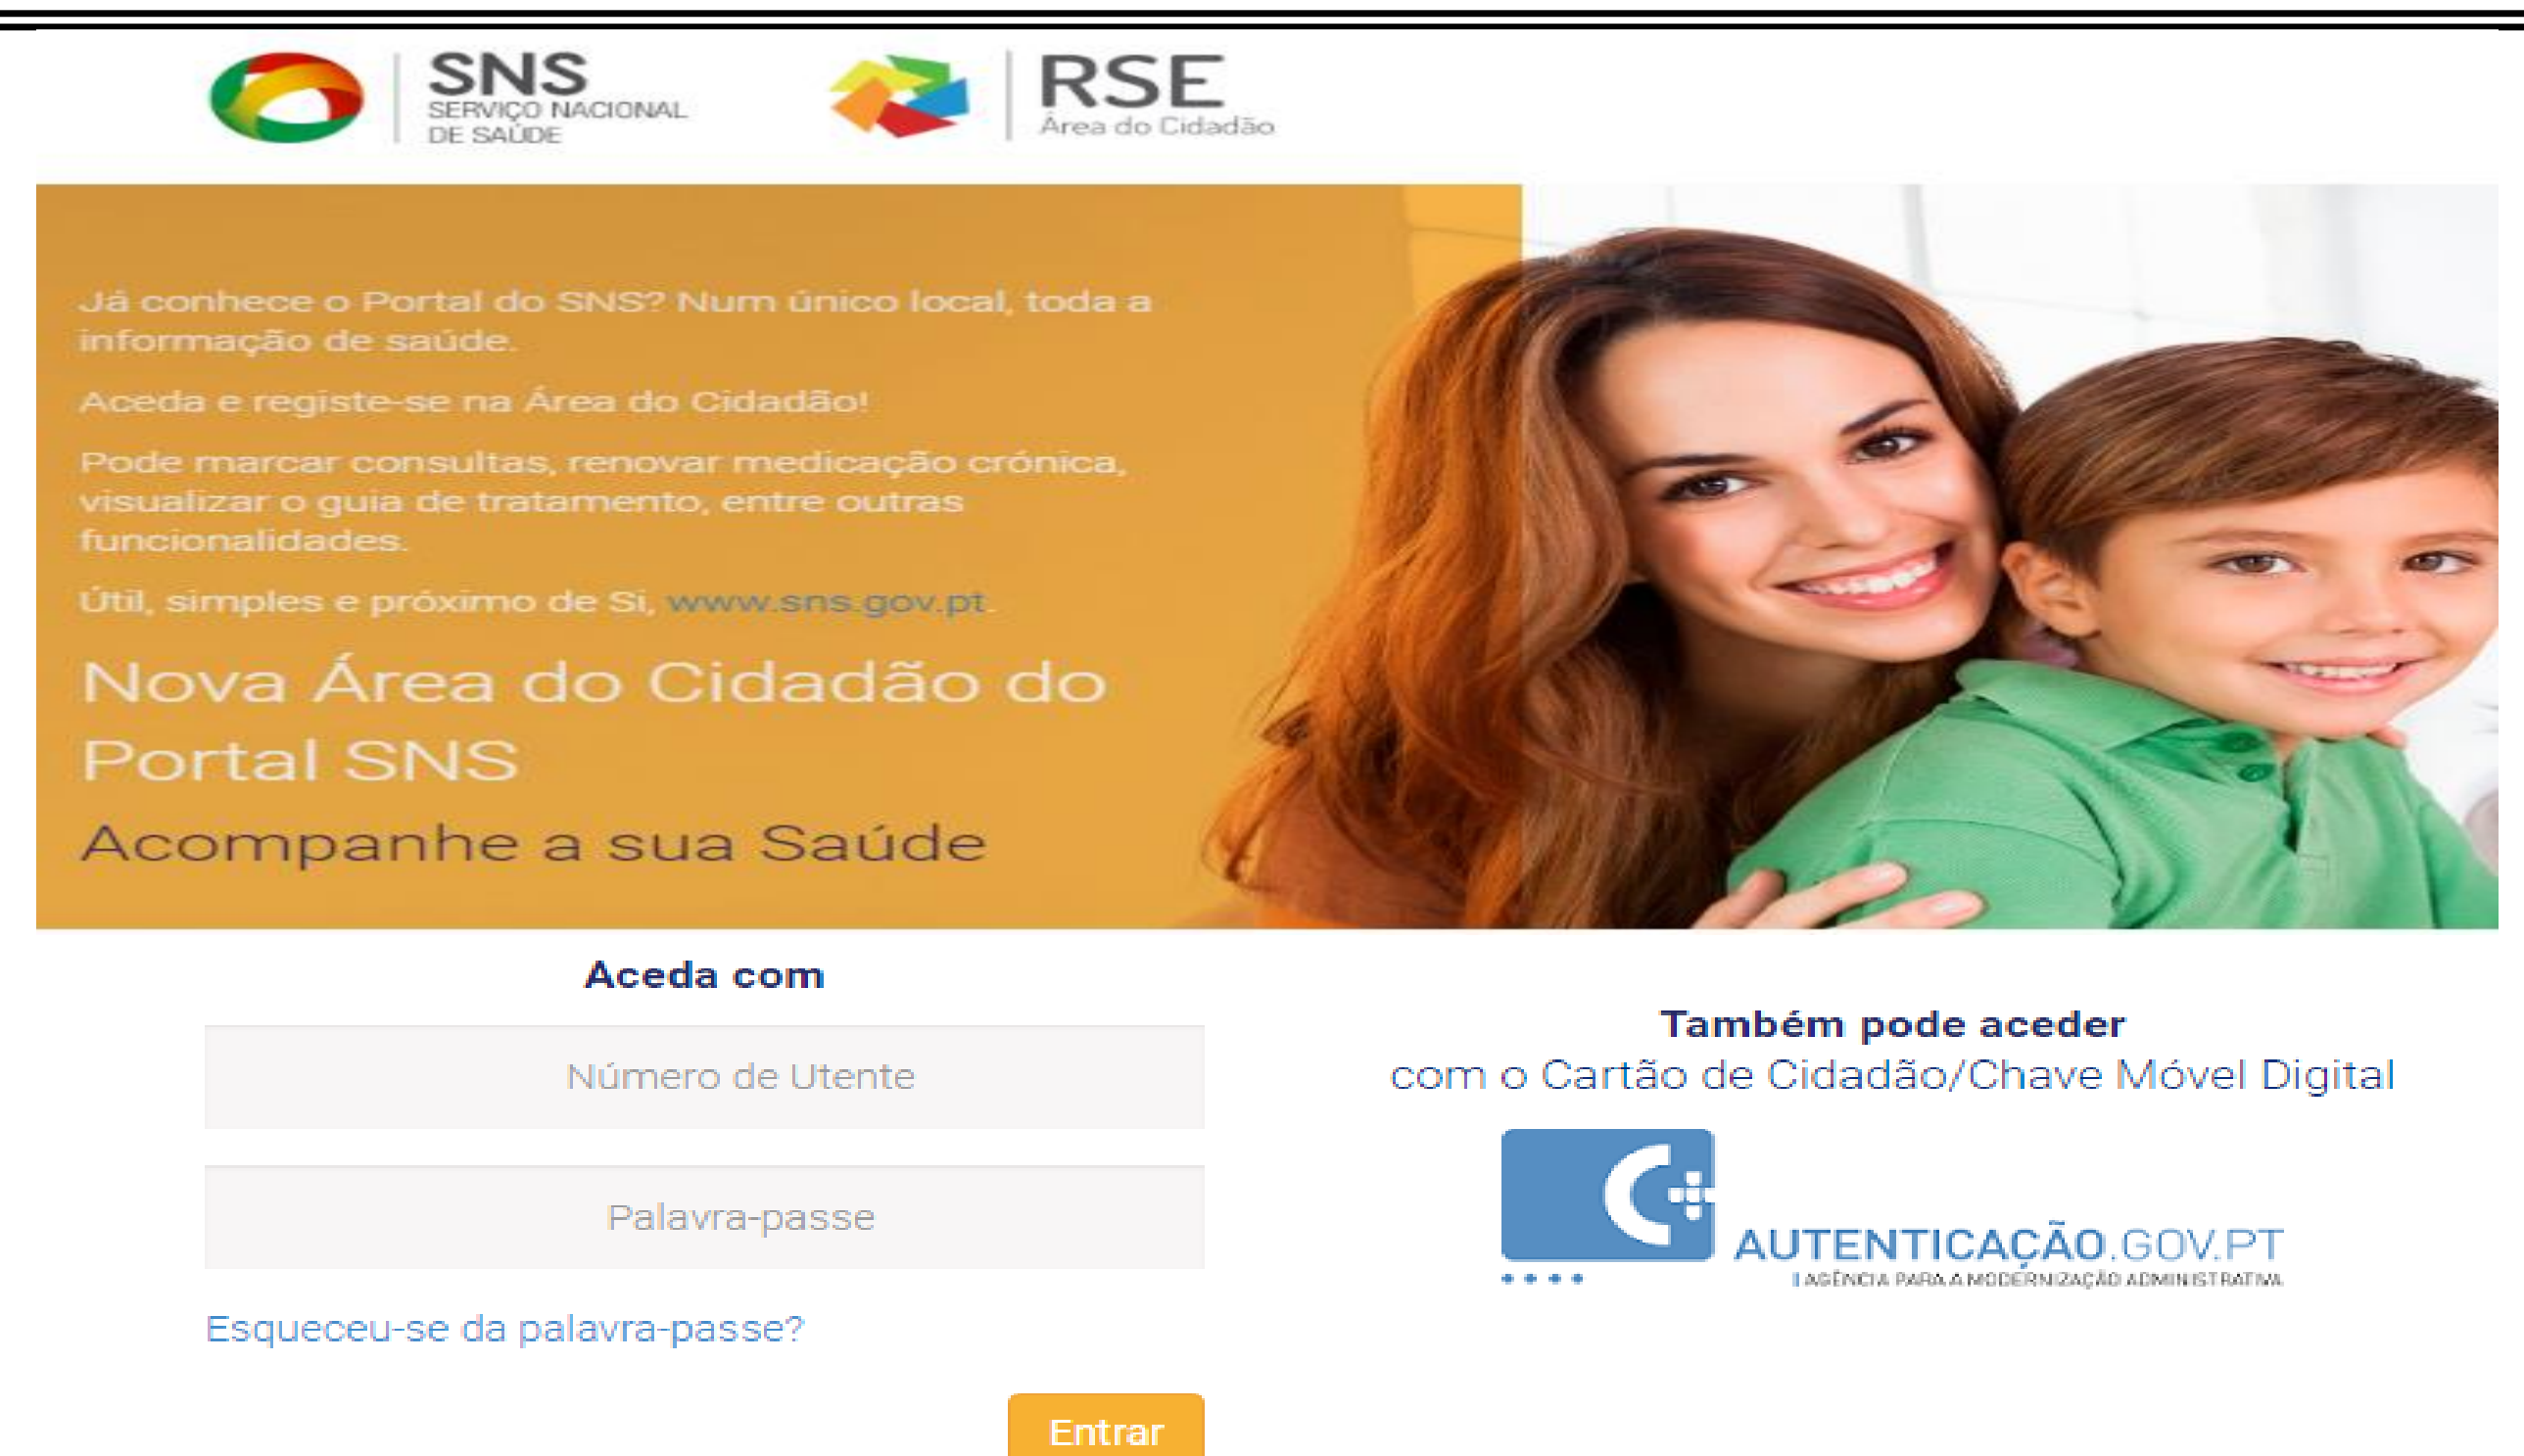 SNS
SERVIÇO NACIONAL
DE SAÚDE
RSE
Área do Cidadão
Já conhece o Portal do SNS? Num único local, toda a
informação de saúde.
Aceda e registe-se na Área do Cidadão!
Pode marcar consultas, renovar medicação crónica,
visualizar o guia de tratamento, entre outras
funcionalidades.
Útil, simples e próximo de Si, www.sns.gov.pt.
Nova Área do Cidadão do
Portal SNS
Acompanhe a sua Saúde
Aceda com
Número de Utente
Palavra-passe
Esqueceu-se da palavra-passe?
Entrar
Também pode aceder
com o Cartão de Cidadão/Chave Móvel Digital
AUTENTICAÇÃO.GOV.PT
AGÊNCIA PARA A MODERNIZAÇÃO ADMINISTRATIVA